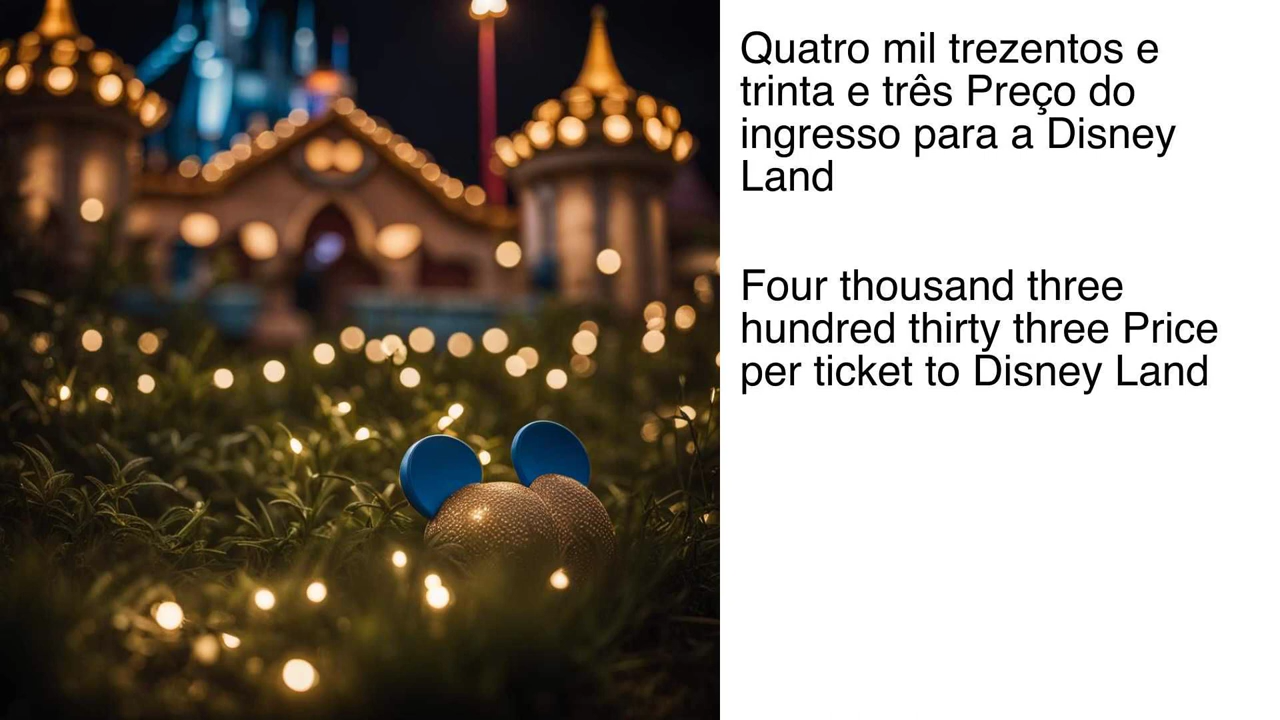 Quatro mil trezentos e
trinta e três Preço do
ingresso para a Disney
Land
Four thousand three
hundred thirty three Price
per ticket to Disney Land